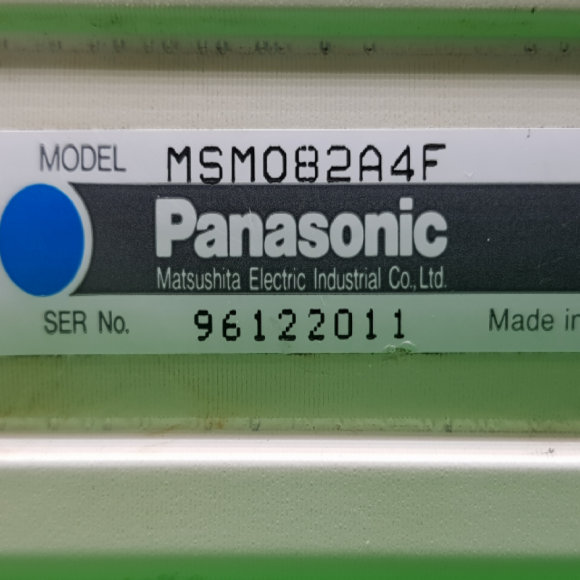 MODEL MSM082A4F
Panasonic
Matsushita Electric Industrial Co., Ltd.
SER No. 96122011 Made in